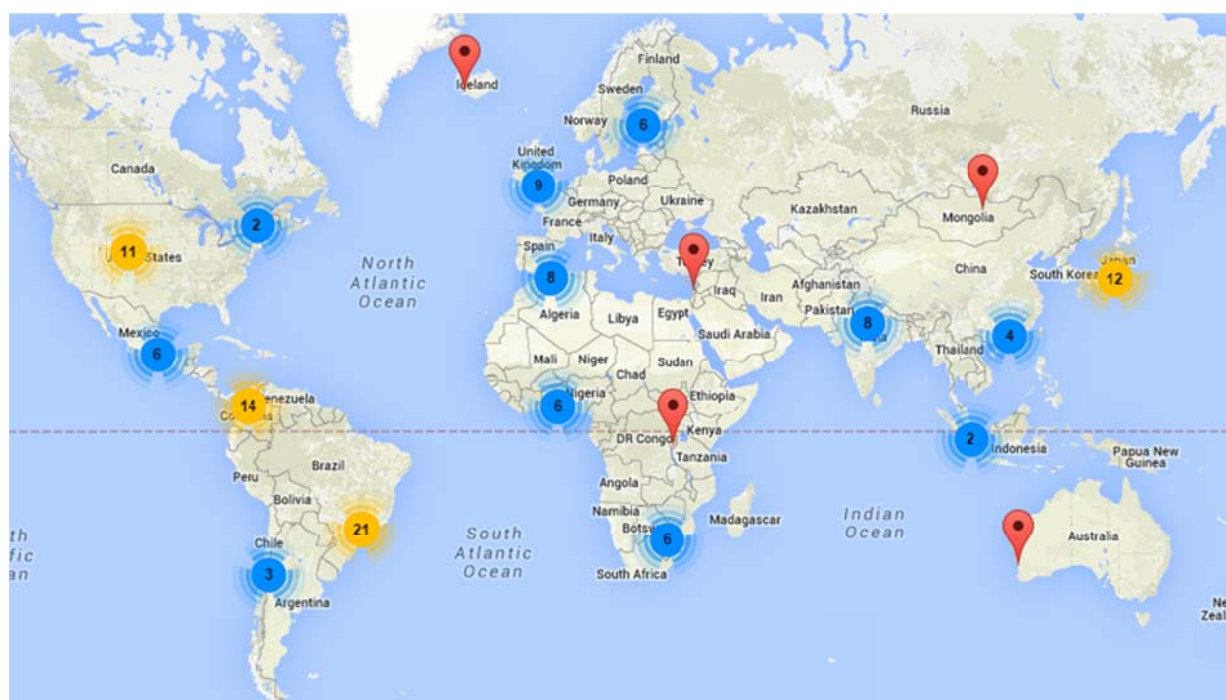 Iceland
Finland
Sweden
Norway
6
Russia
United
Kingdom
9
Canada
Poland
Germany
Ukraine
Kazakhstan
Mongolia
France
2
Italy
Spain
11
States
North
Atlantic
Ocean
8
Turkey
Iraq
Iran
Afghanistan
Pakistan
China
South Korea
Japan
12
Algeria
Libya
Egypt
Saudi Arabia
8
4
Mexico
6
Mali
Niger
Chad
Sudan
Thailand
14
Venezuela
6
Nigeria
Ethiopia
DR Congo
Kenya
2
Indonesia
Papua New
Guinea
Tanzania
Brazil
Peru
Angola
Bolivia
Namibia
Madagascar
Indian
Ocean
21
Chile
South
Atlantic
Ocean
6
Australia
3
South Africa
Argentina